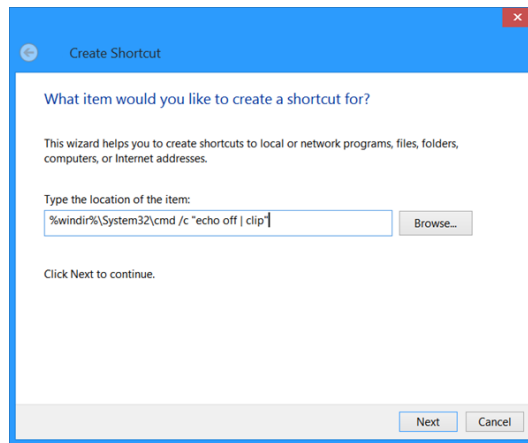 Create Shortcut
What item would you like to create a shortcut for?
This wizard helps you to create shortcuts to local or network programs, files, folders,
computers, or Internet addresses.
Type the location of the item:
%windir%\System32\cmd /c "echo off | clip"
Browse...
Click Next to continue.
Next
Cancel